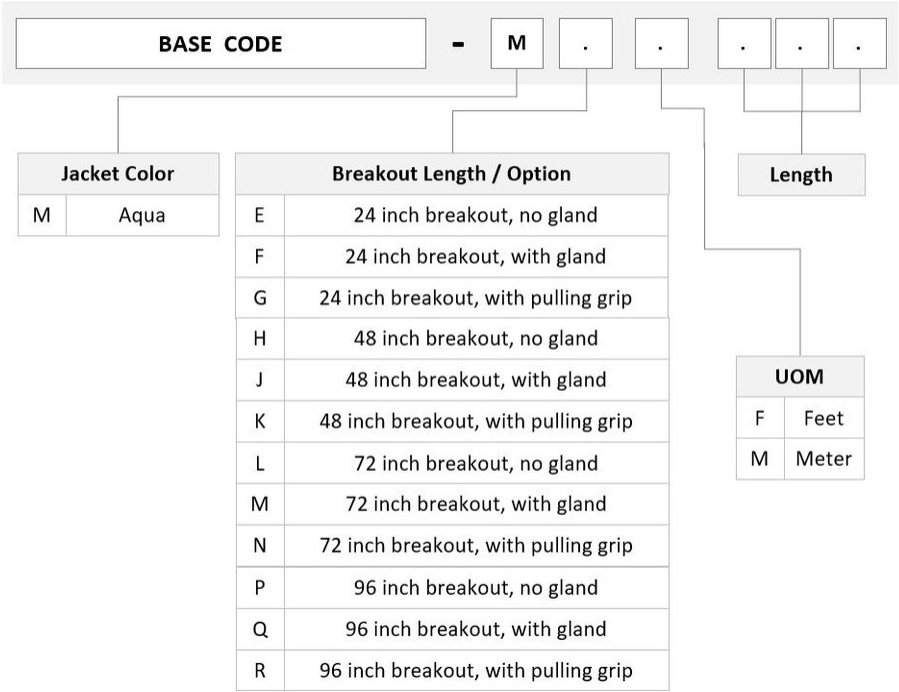 BASE CODE - M . . . . .
Jacket Color
M Aqua
Breakout Length / Option
E 24 inch breakout, no gland
F 24 inch breakout, with gland
G 24 inch breakout, with pulling grip
H 48 inch breakout, no gland
J 48 inch breakout, with gland
K 48 inch breakout, with pulling grip
L 72 inch breakout, no gland
M 72 inch breakout, with gland
N 72 inch breakout, with pulling grip
P 96 inch breakout, no gland
Q 96 inch breakout, with gland
R 96 inch breakout, with pulling grip
Length
UOM
F Feet
M Meter